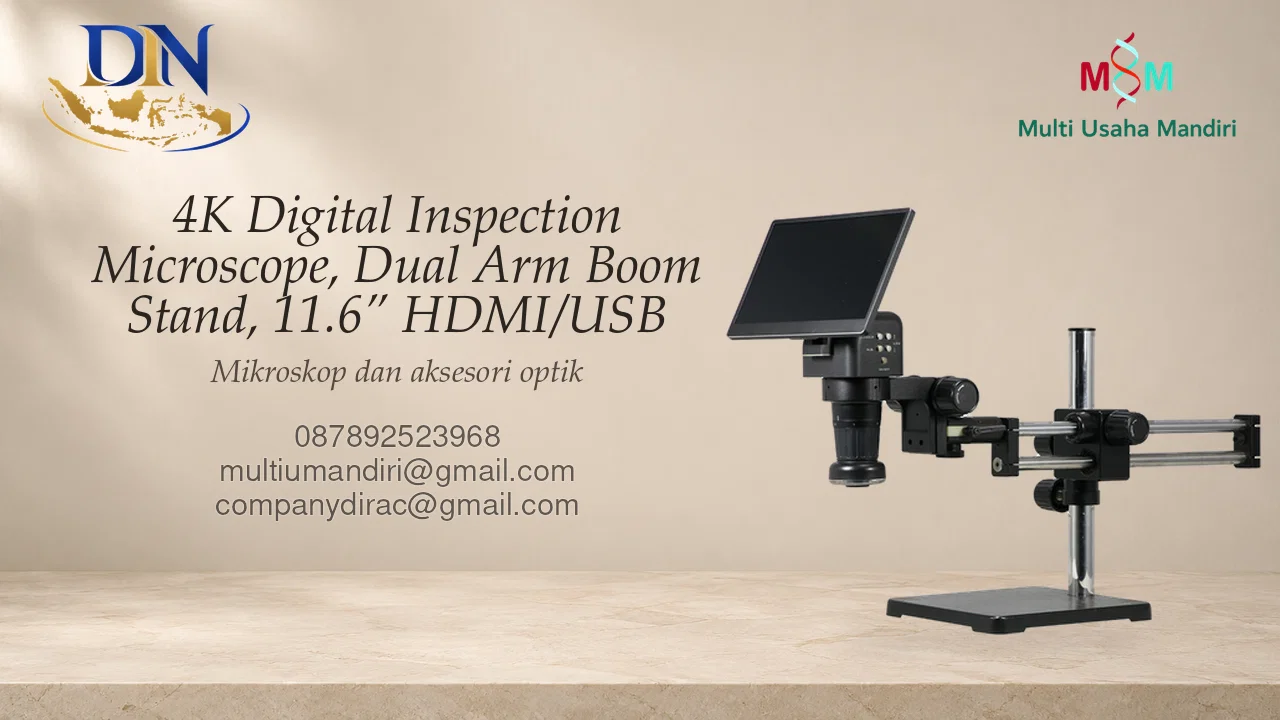 DN
M M
Multi Usaha Mandiri
4K Digital Inspection
Microscope, Dual Arm Boom
Stand, 11.6” HDMI/USB
Mikroskop dan aksesori optik
087892523968
multiumandiri@gmail.com
companydirac@gmail.com